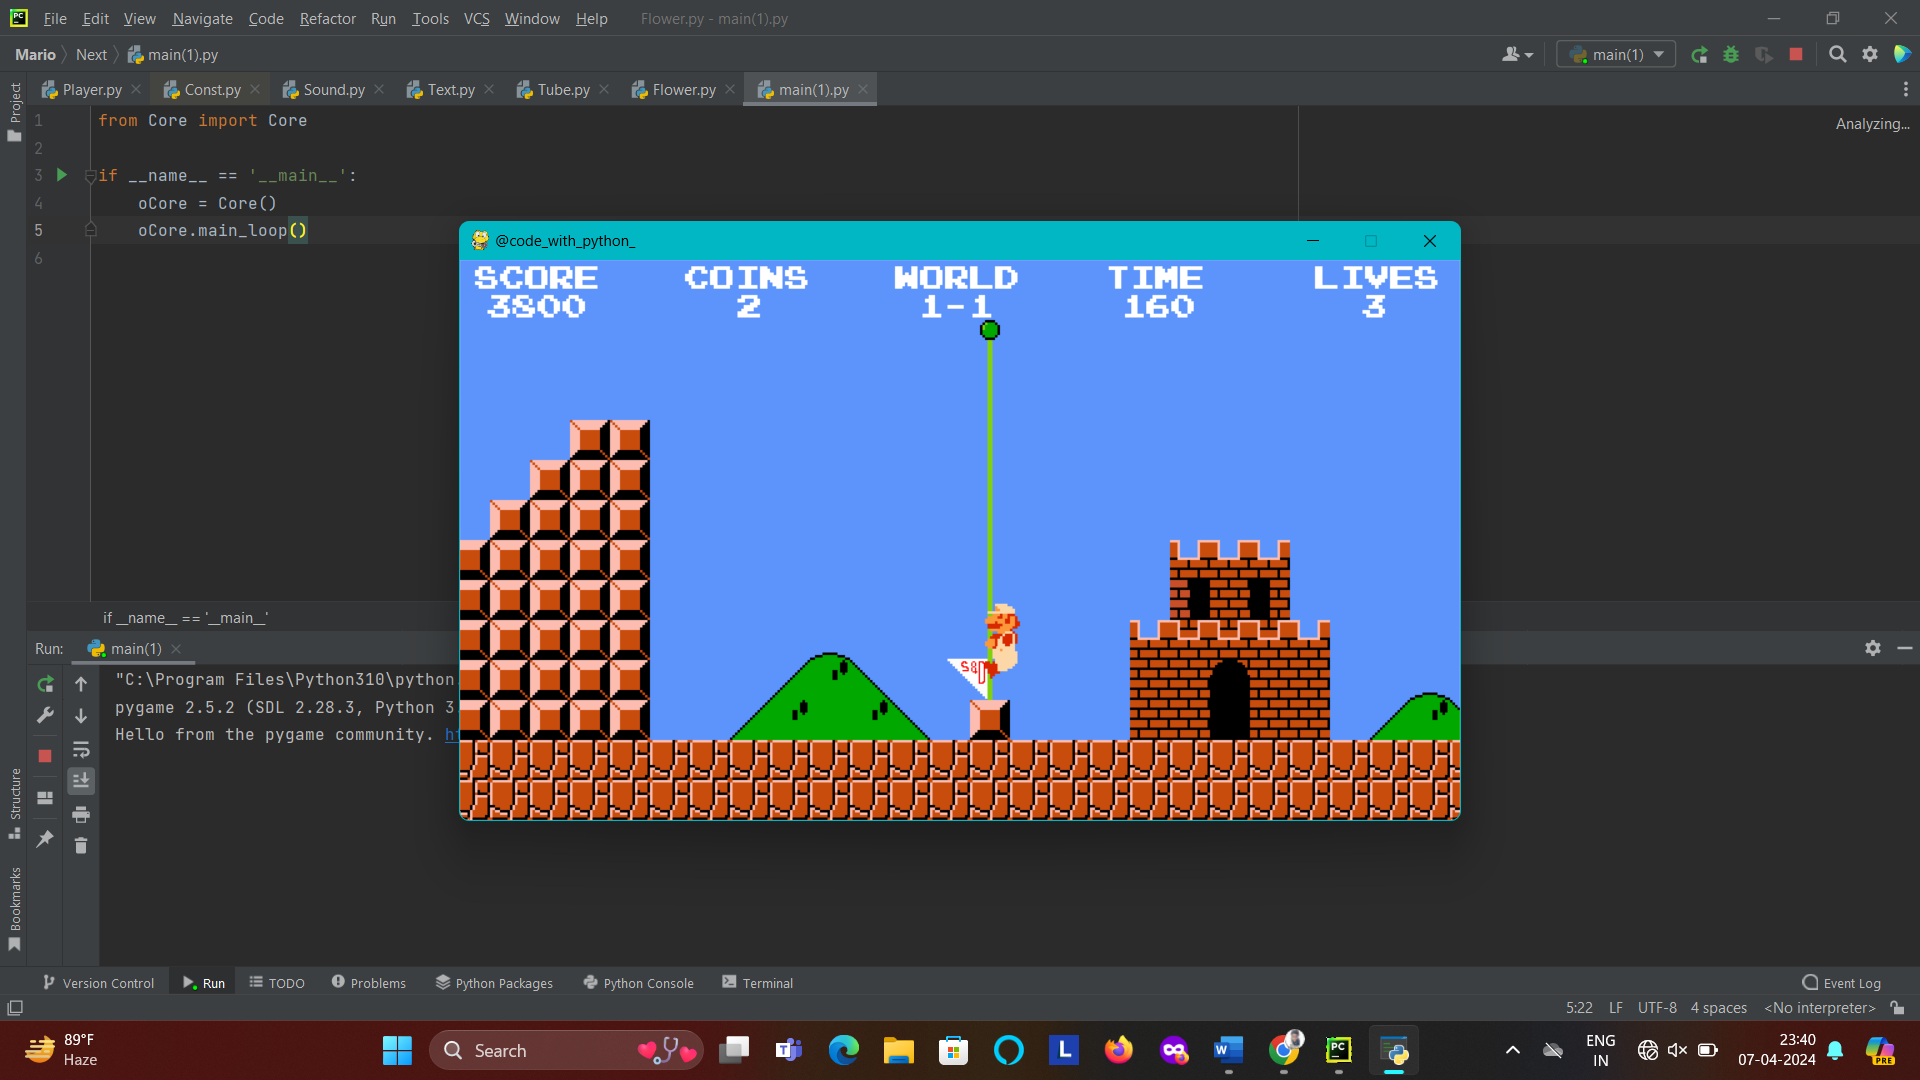 PC File Edit View Navigate Code Refactor Run Tools VCS Window Help Flower.py - main(1).py
Mario Next main(1).py main(1)
Player.py Const.py Sound.py Text.py Tube.py Flower.py main(1).py
Project
1 from Core import Core
Analyzing...
2
3 if __name__ == '__main__':
4 oCore = Core()
5 oCore.main_loop()
6
@code_with_python_
SCORE COINS WORLD TIME LIVES
3800 2 1-1 160 3
if __name__ == '__main__'
Run: main(1)
"C:\Program Files\Python310\python.
pygame 2.5.2 (SDL 2.28.3, Python 3
Hello from the pygame community. ht
Structure
Bookmarks
Version Control Run TODO Problems Python Packages Python Console Terminal Event Log
5:22 LF UTF-8 4 spaces <No interpreter>
89°F
Haze
Search
L
PC
ENG
IN
23:40
07-04-2024
PRE